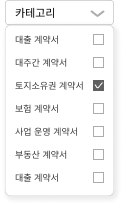 카테고리
대출 계약서
대주간 계약서
토지소유권 계약서
보험 계약서
사업 운영 계약서
부동산 계약서
대출 계약서